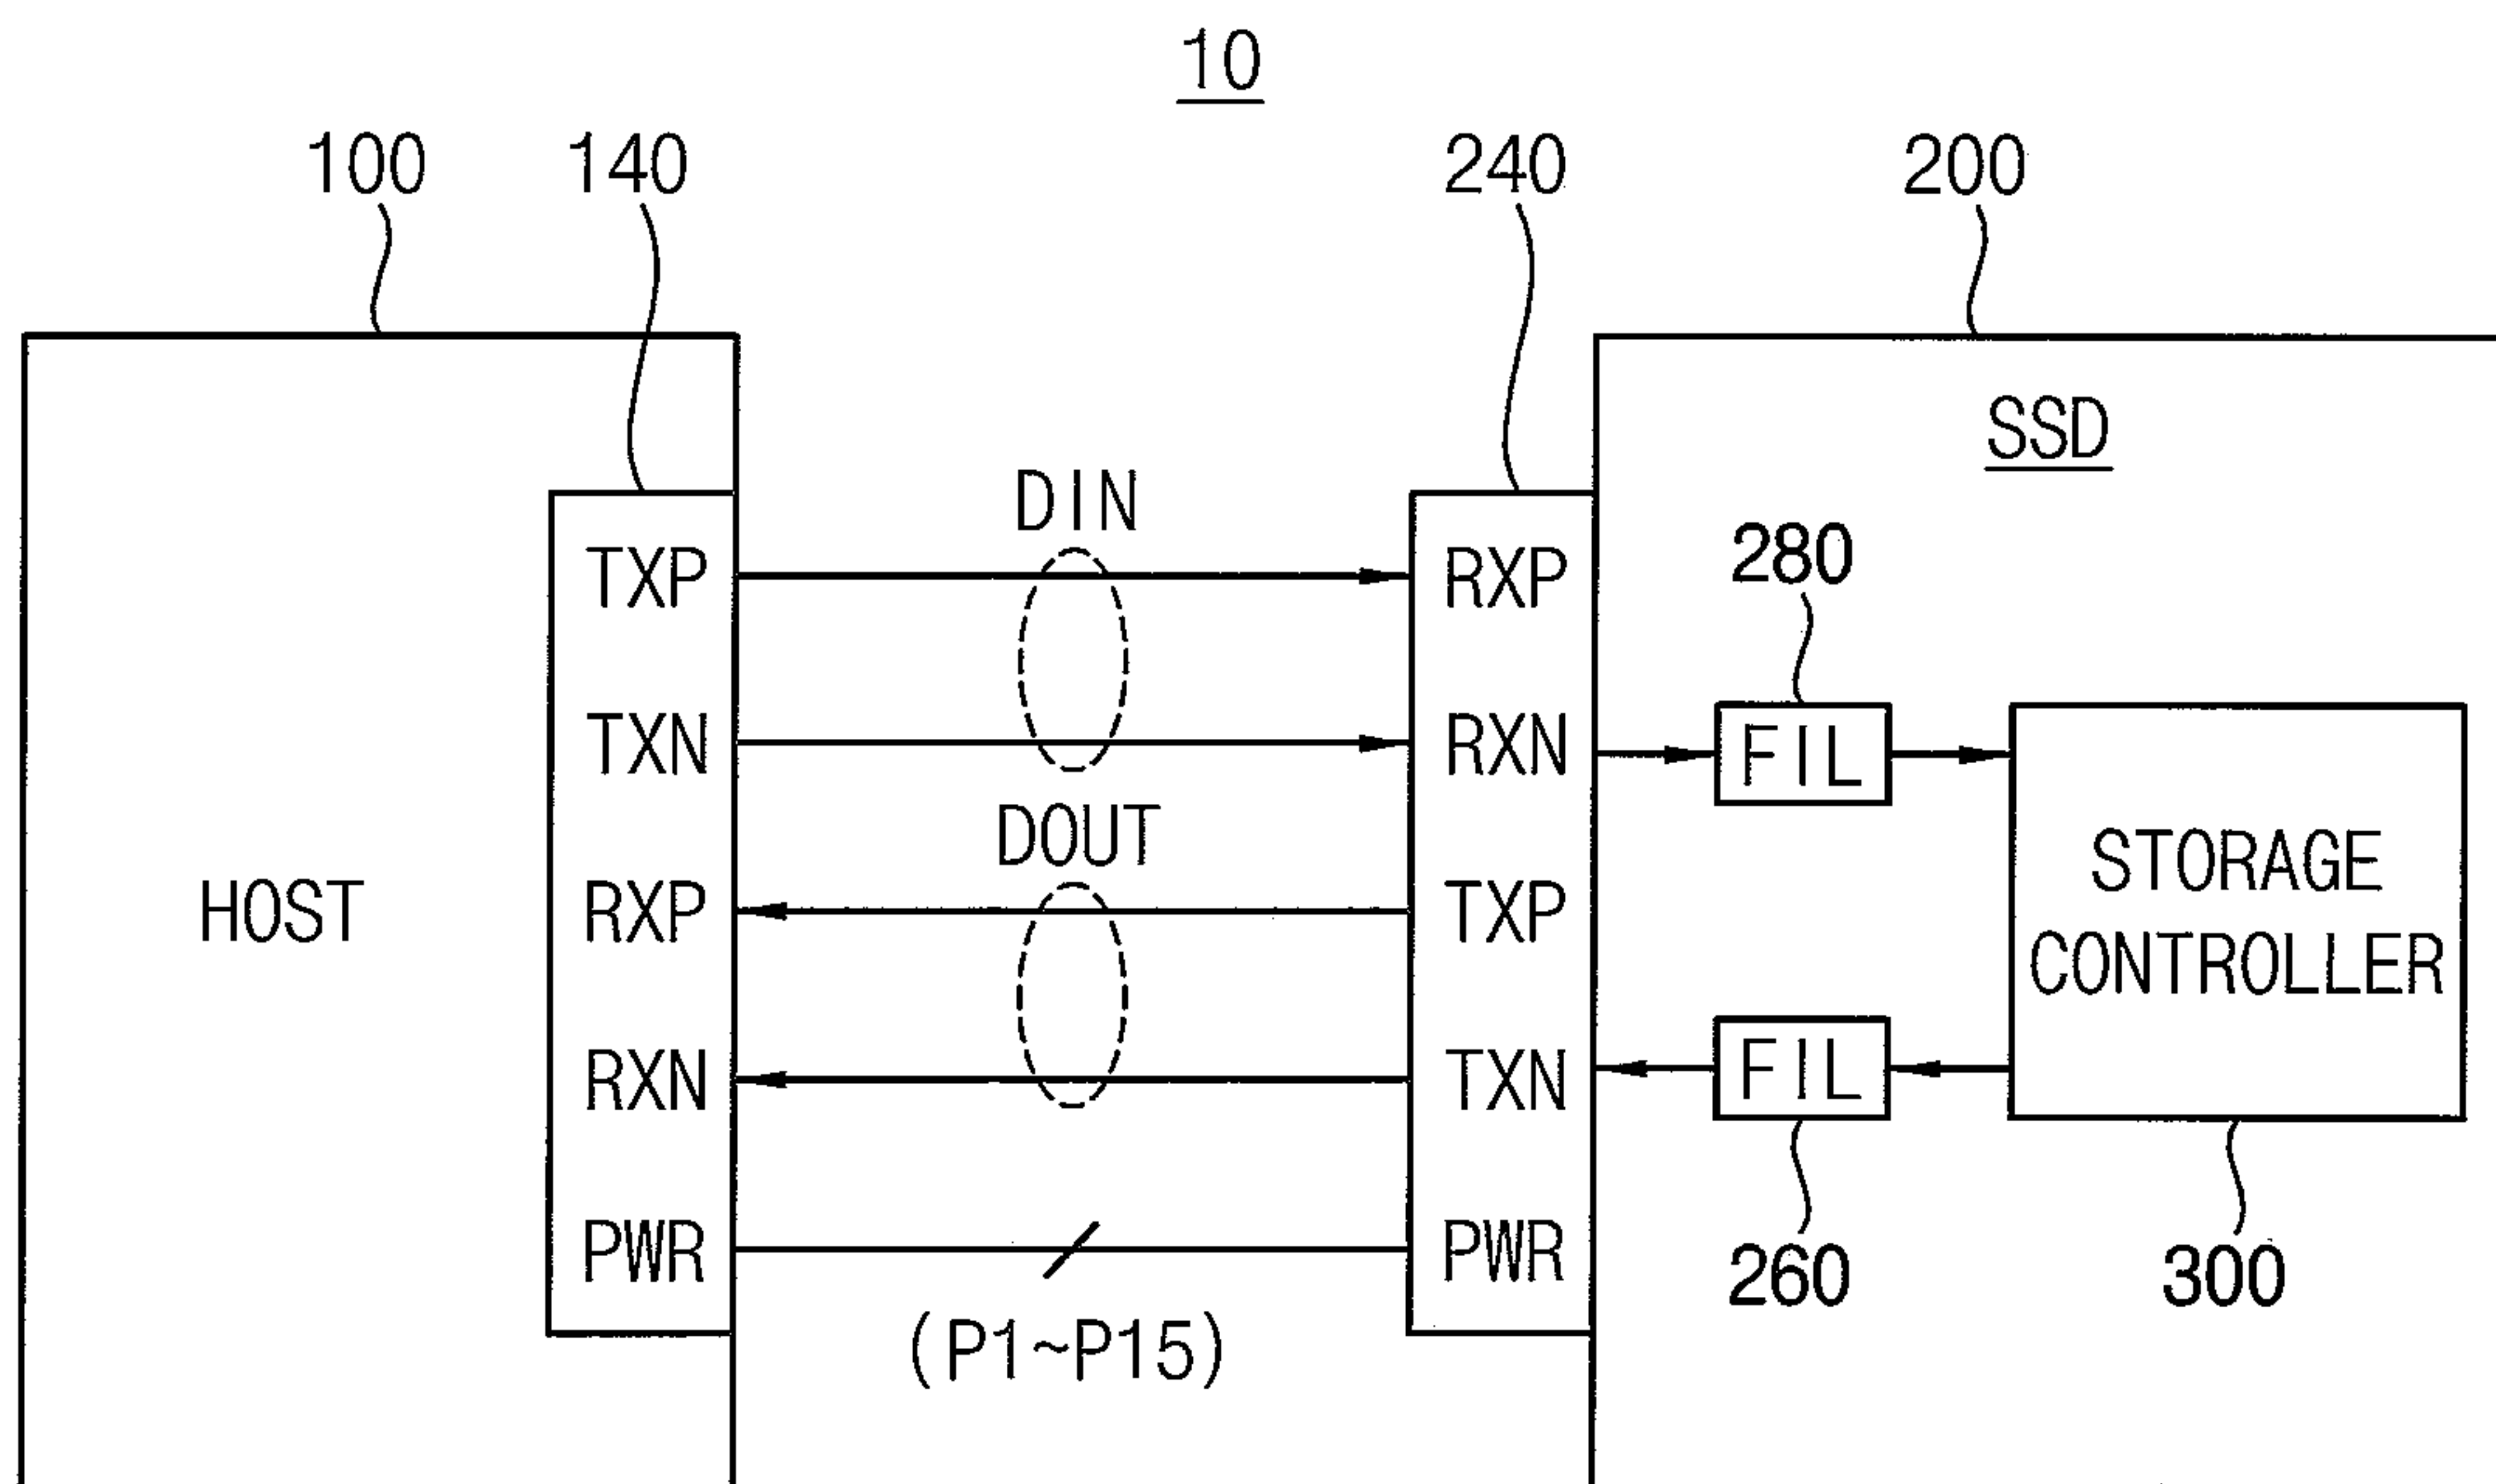 10
100
140
240
200
SSD
DIN
280
TXP
RXP
TXN
RXN
FIL
DOUT
STORAGE
CONTROLLER
HOST
RXP
TXP
RXN
TXN
FIL
PWR
PWR
260
300
(P1~P15)